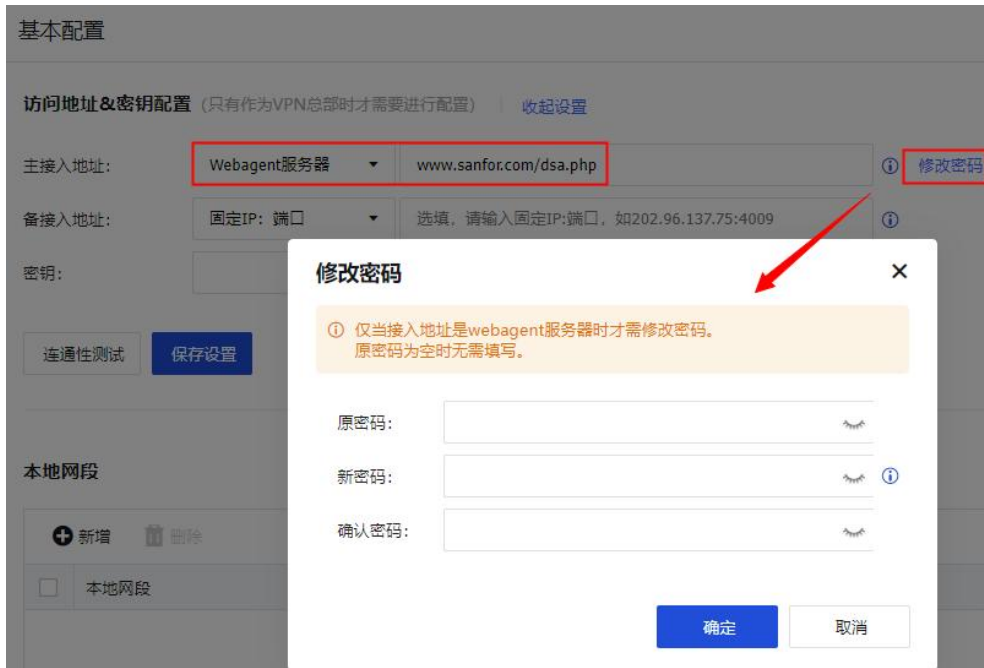 基本配置
访问地址&密钥配置 (只有作为VPN总部时才需要进行配置) 收起设置
主接入地址: Webagent服务器 www.sanfor.com/dsa.php 修改密码
备接入地址: 固定IP: 端口 选填, 请输入固定IP:端口, 如202.96.137.75:4009
密钥:
修改密码
仅当接入地址是webagent服务器时才需修改密码。
原密码为空时无需填写。
连通性测试 保存设置
原密码:
新密码:
确认密码:
本地网段
新增 删除
本地网段
确定 取消